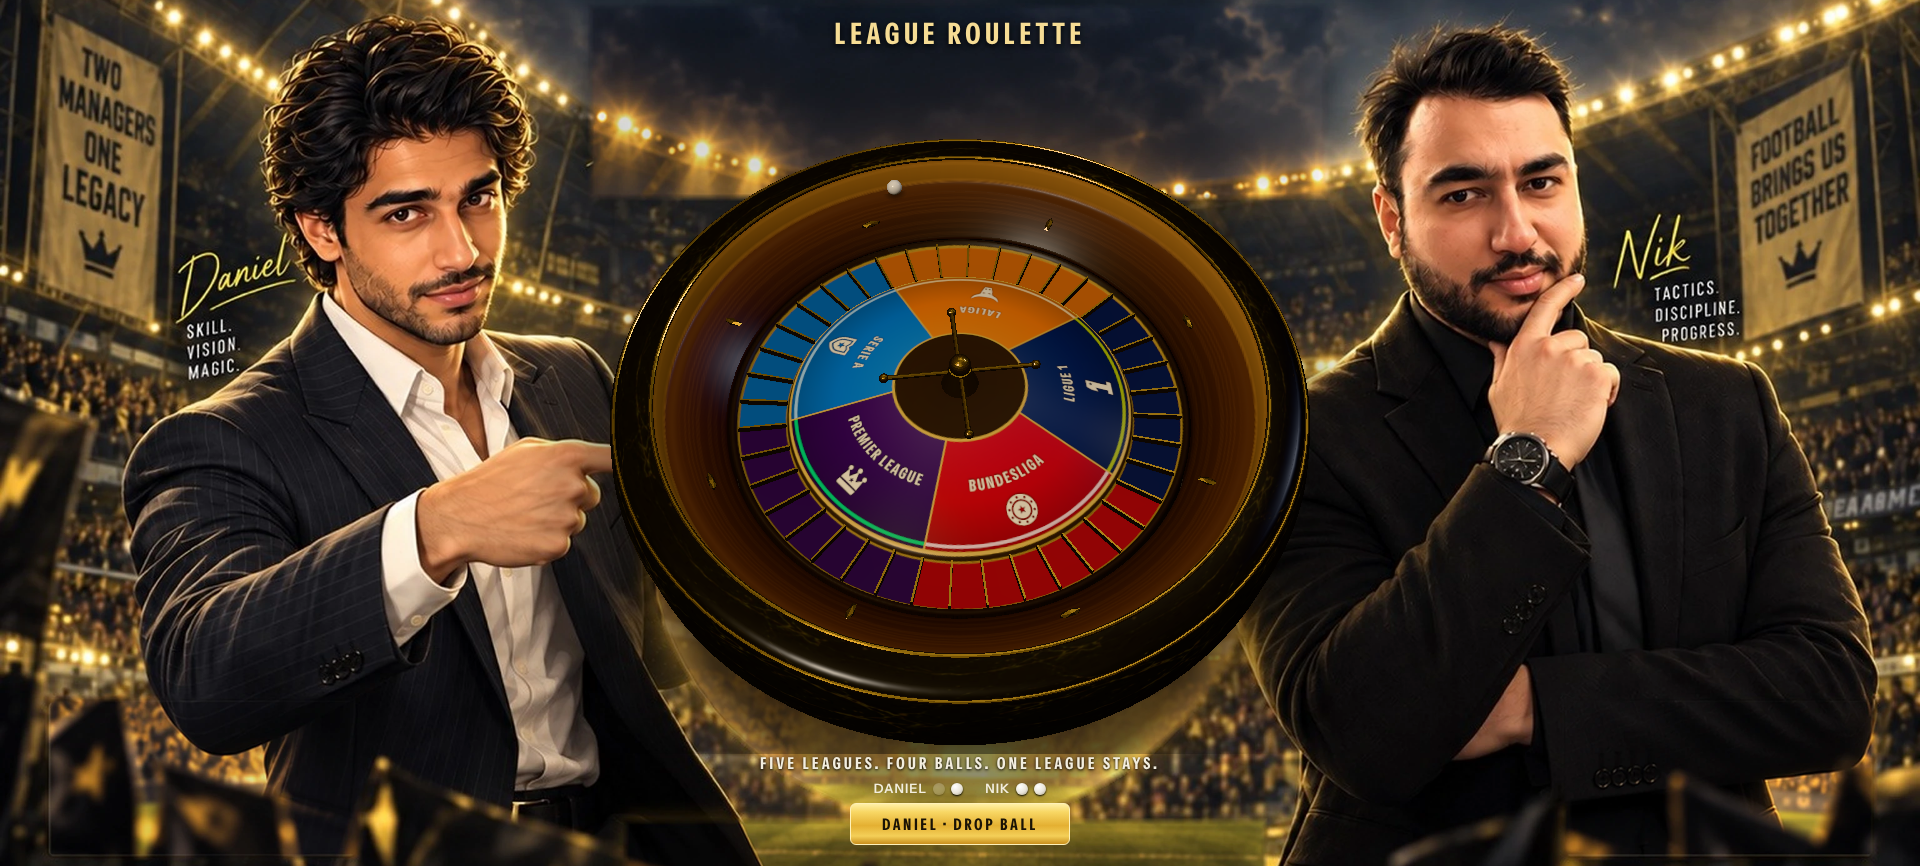 LEAGUE ROULETTE
TWO
MANAGERS
ONE
LEGACY
Daniel
SKILL.
VISION.
MAGIC.
FOOTBALL
BRINGS US
TOGETHER
Nik
TACTICS.
DISCIPLINE.
PROGRESS.
LALIGA
SERIE A
LIGUE 1
1
PREMIER LEAGUE
BUNDESLIGA
FIVE LEAGUES. FOUR BALLS. ONE LEAGUE STAYS.
DANIEL NIK
DANIEL · DROP BALL